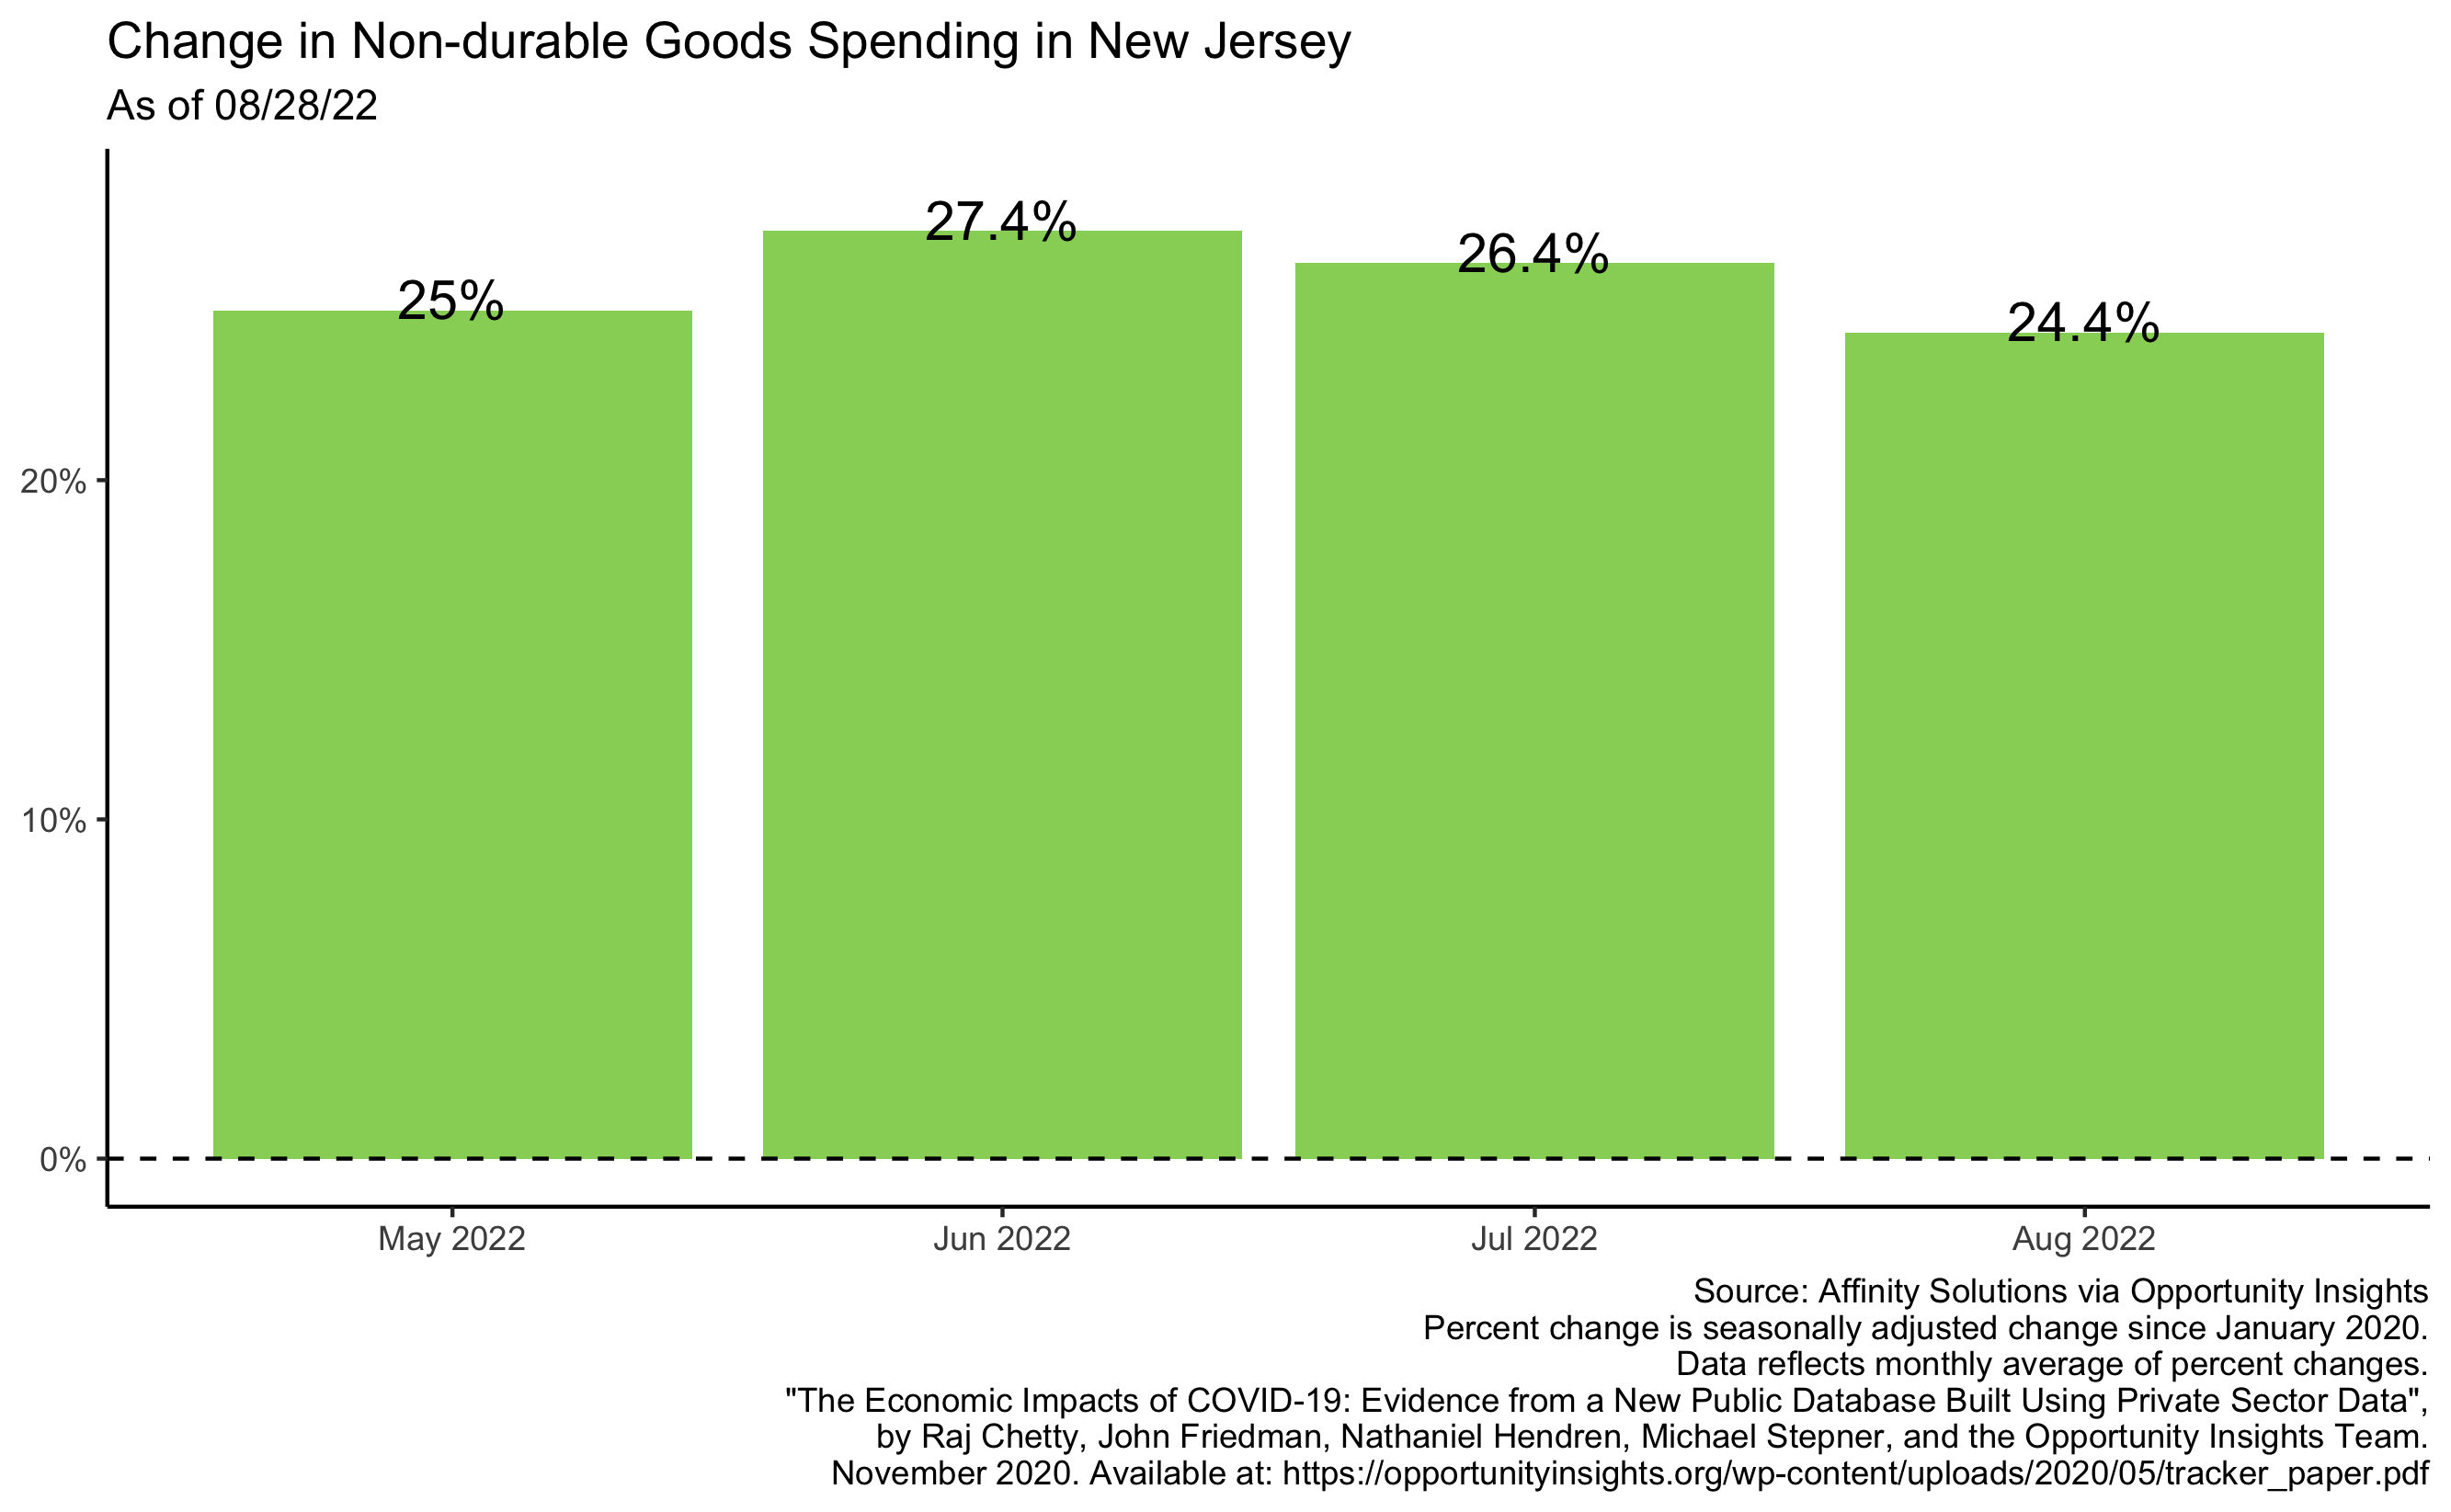 Change in Non-durable Goods Spending in New Jersey
As of 08/28/22
27.4%
26.4%
25%
24.4%
20%
10%
0%
May 2022 Jun 2022 Jul 2022 Aug 2022
Source: Affinity Solutions via Opportunity Insights
Percent change is seasonally adjusted change since January 2020.
Data reflects monthly average of percent changes.
"The Economic Impacts of COVID-19: Evidence from a New Public Database Built Using Private Sector Data",
by Raj Chetty, John Friedman, Nathaniel Hendren, Michael Stepner, and the Opportunity Insights Team.
November 2020. Available at: https://opportunityinsights.org/wp-content/uploads/2020/05/tracker_paper.pdf